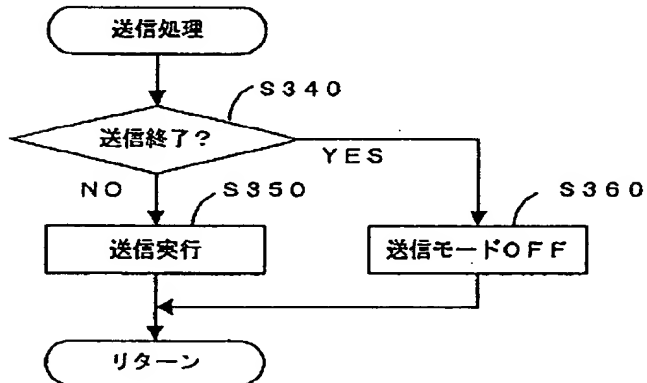 送信処理
S340
送信終了?
YES
NO
S350
S360
送信実行
送信モードOFF
リターン